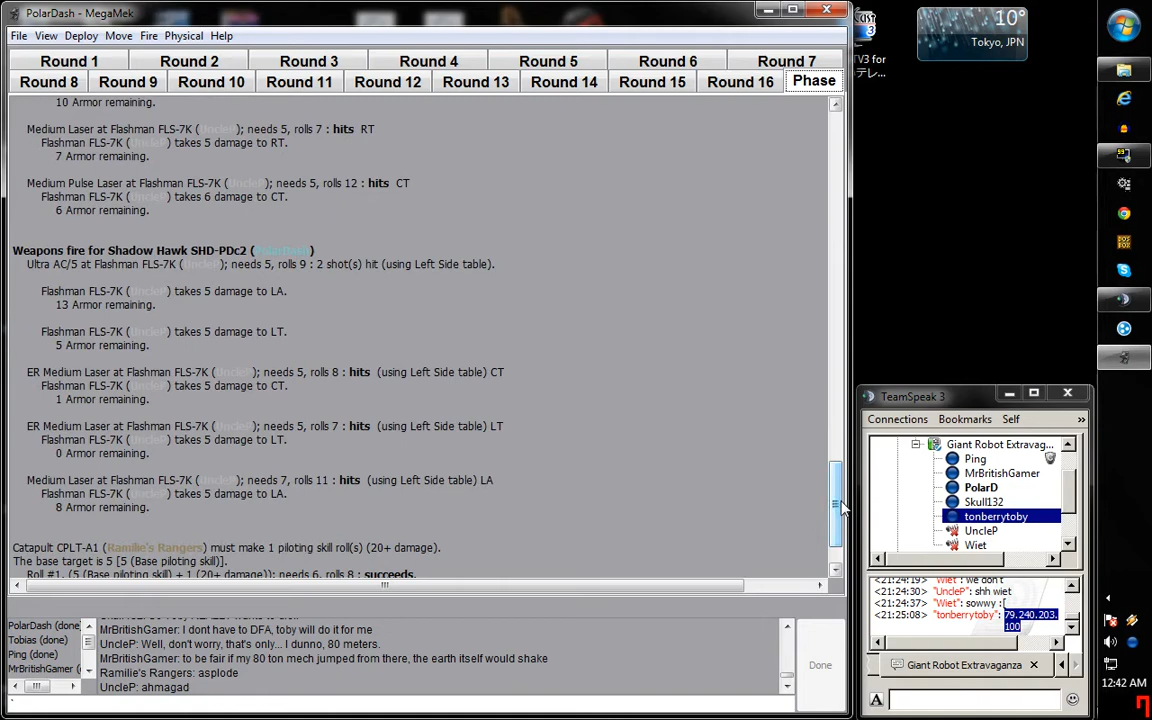 PolarDash - MegaMek
File View Deploy Move Fire Physical Help
Round 1 Round 2 Round 3 Round 4 Round 5 Round 6 Round 7
Round 8 Round 9 Round 10 Round 11 Round 12 Round 13 Round 14 Round 15 Round 16 Phase
10 Armor remaining.
Medium Laser at Flashman FLS-7K (UncleP); needs 5, rolls 7 : hits RT
Flashman FLS-7K (UncleP) takes 5 damage to RT.
7 Armor remaining.
Medium Pulse Laser at Flashman FLS-7K (UncleP); needs 5, rolls 12 : hits CT
Flashman FLS-7K (UncleP) takes 6 damage to CT.
6 Armor remaining.
Weapons fire for Shadow Hawk SHD-PDc2 (PolarDash)
Ultra AC/5 at Flashman FLS-7K (UncleP); needs 5, rolls 9 : 2 shot(s) hit (using Left Side table).
Flashman FLS-7K (UncleP) takes 5 damage to LA.
13 Armor remaining.
Flashman FLS-7K (UncleP) takes 5 damage to LT.
5 Armor remaining.
ER Medium Laser at Flashman FLS-7K (UncleP); needs 5, rolls 8 : hits (using Left Side table) CT
Flashman FLS-7K (UncleP) takes 5 damage to CT.
1 Armor remaining.
ER Medium Laser at Flashman FLS-7K (UncleP); needs 5, rolls 7 : hits (using Left Side table) LT
Flashman FLS-7K (UncleP) takes 5 damage to LT.
0 Armor remaining.
Medium Laser at Flashman FLS-7K (UncleP); needs 7, rolls 11 : hits (using Left Side table) LA
Flashman FLS-7K (UncleP) takes 5 damage to LA.
8 Armor remaining.
Catapult CPLT-A1 (Ramilie's Rangers) must make 1 piloting skill roll(s) (20+ damage).
The base target is 5 [5 (Base piloting skill)].
Roll #1, (5 (Base piloting skill) + 1 (20+ damage)); needs 6, rolls 8 : succeeds.
PolarDash (done)
Tobias (done)
Ping (done)
MrBritishGamer (
MrBritishGamer: I dont have to DFA, toby will do it for me
UncleP: Well, don't worry, that's only... I dunno, 80 meters.
MrBritishGamer: to be fair if my 80 ton mech jumped from there, the earth itself would shake
Ramilie's Rangers: asplode
UncleP: ahmagad
Done
TV3 for
10°
Tokyo, JPN
TeamSpeak 3
Connections Bookmarks Self »
Giant Robot Extravag...
Ping
MrBritishGamer
PolarD
Skull132
tonberrytoby
UncleP
Wiet
<21:24:19> "Wiet": we don't
<21:24:30> "UncleP": shh wiet
<21:24:37> "Wiet": sowwy :[
<21:25:08> "tonberrytoby": 79.240.203.
100
Giant Robot Extravaganza
12:42 AM